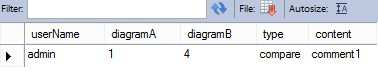 Filter: File: Autosize:
userName diagramA diagramB type content
admin 1 4 compare comment1